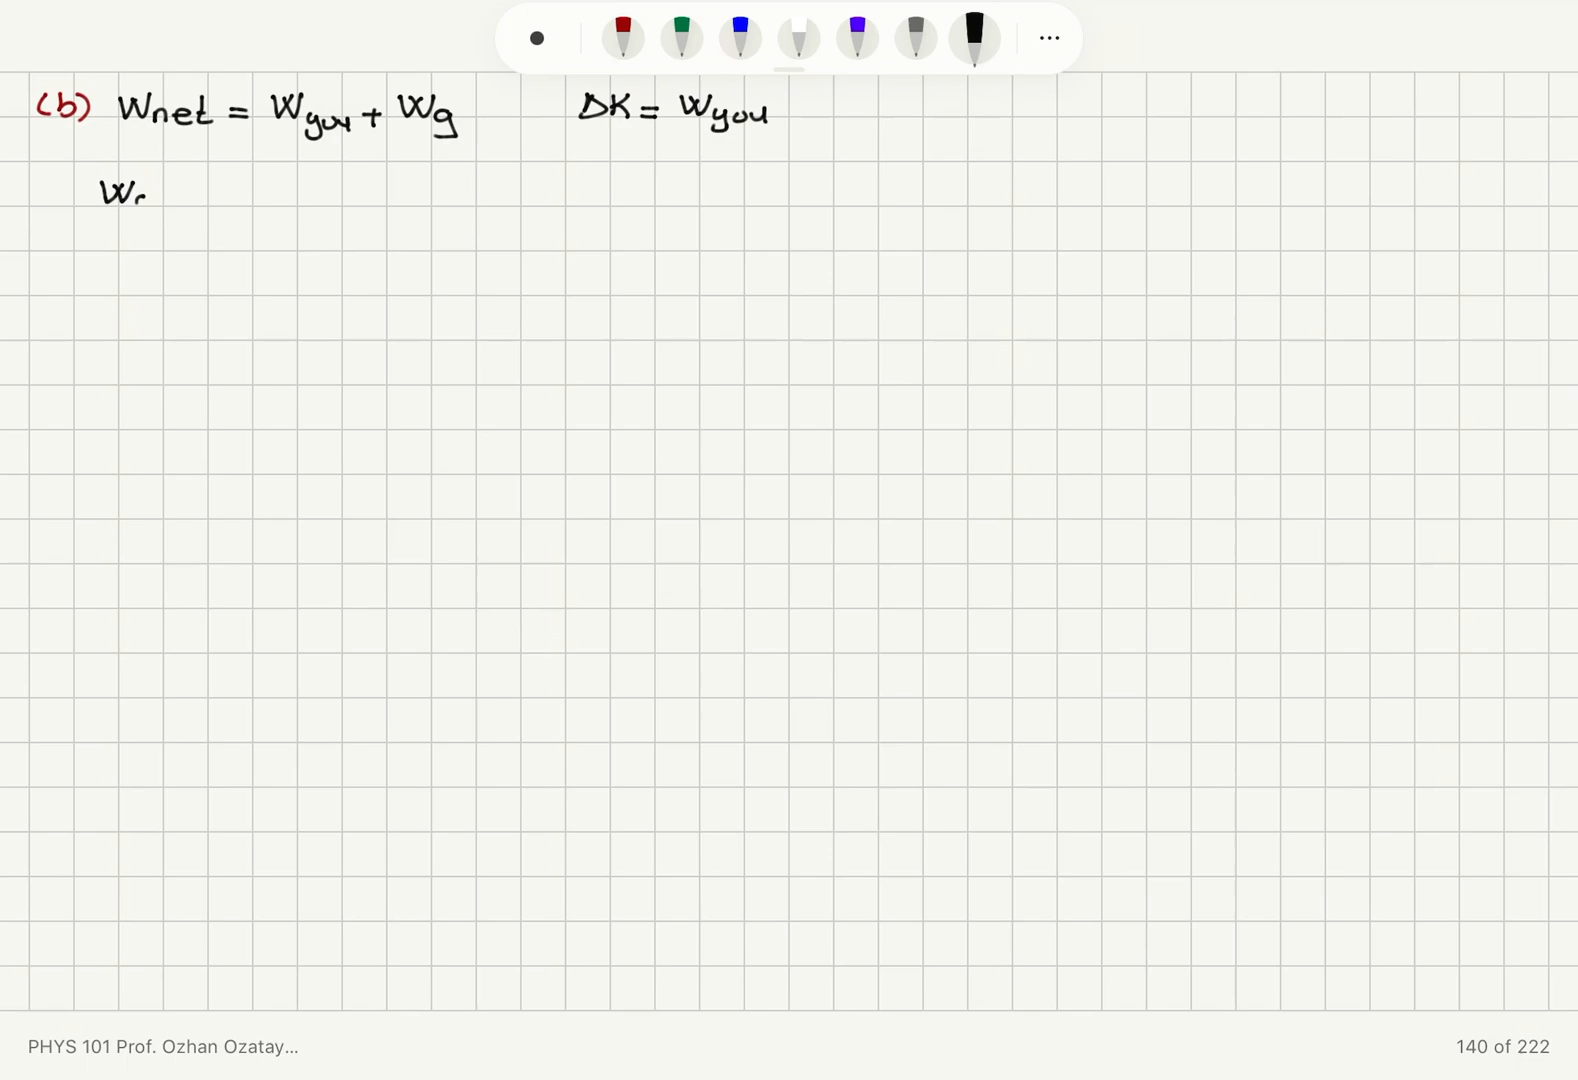 (b) Wnet = Wyou + Wg ΔK = Wyou
Wr
PHYS 101 Prof. Ozhan Ozatay... 140 of 222